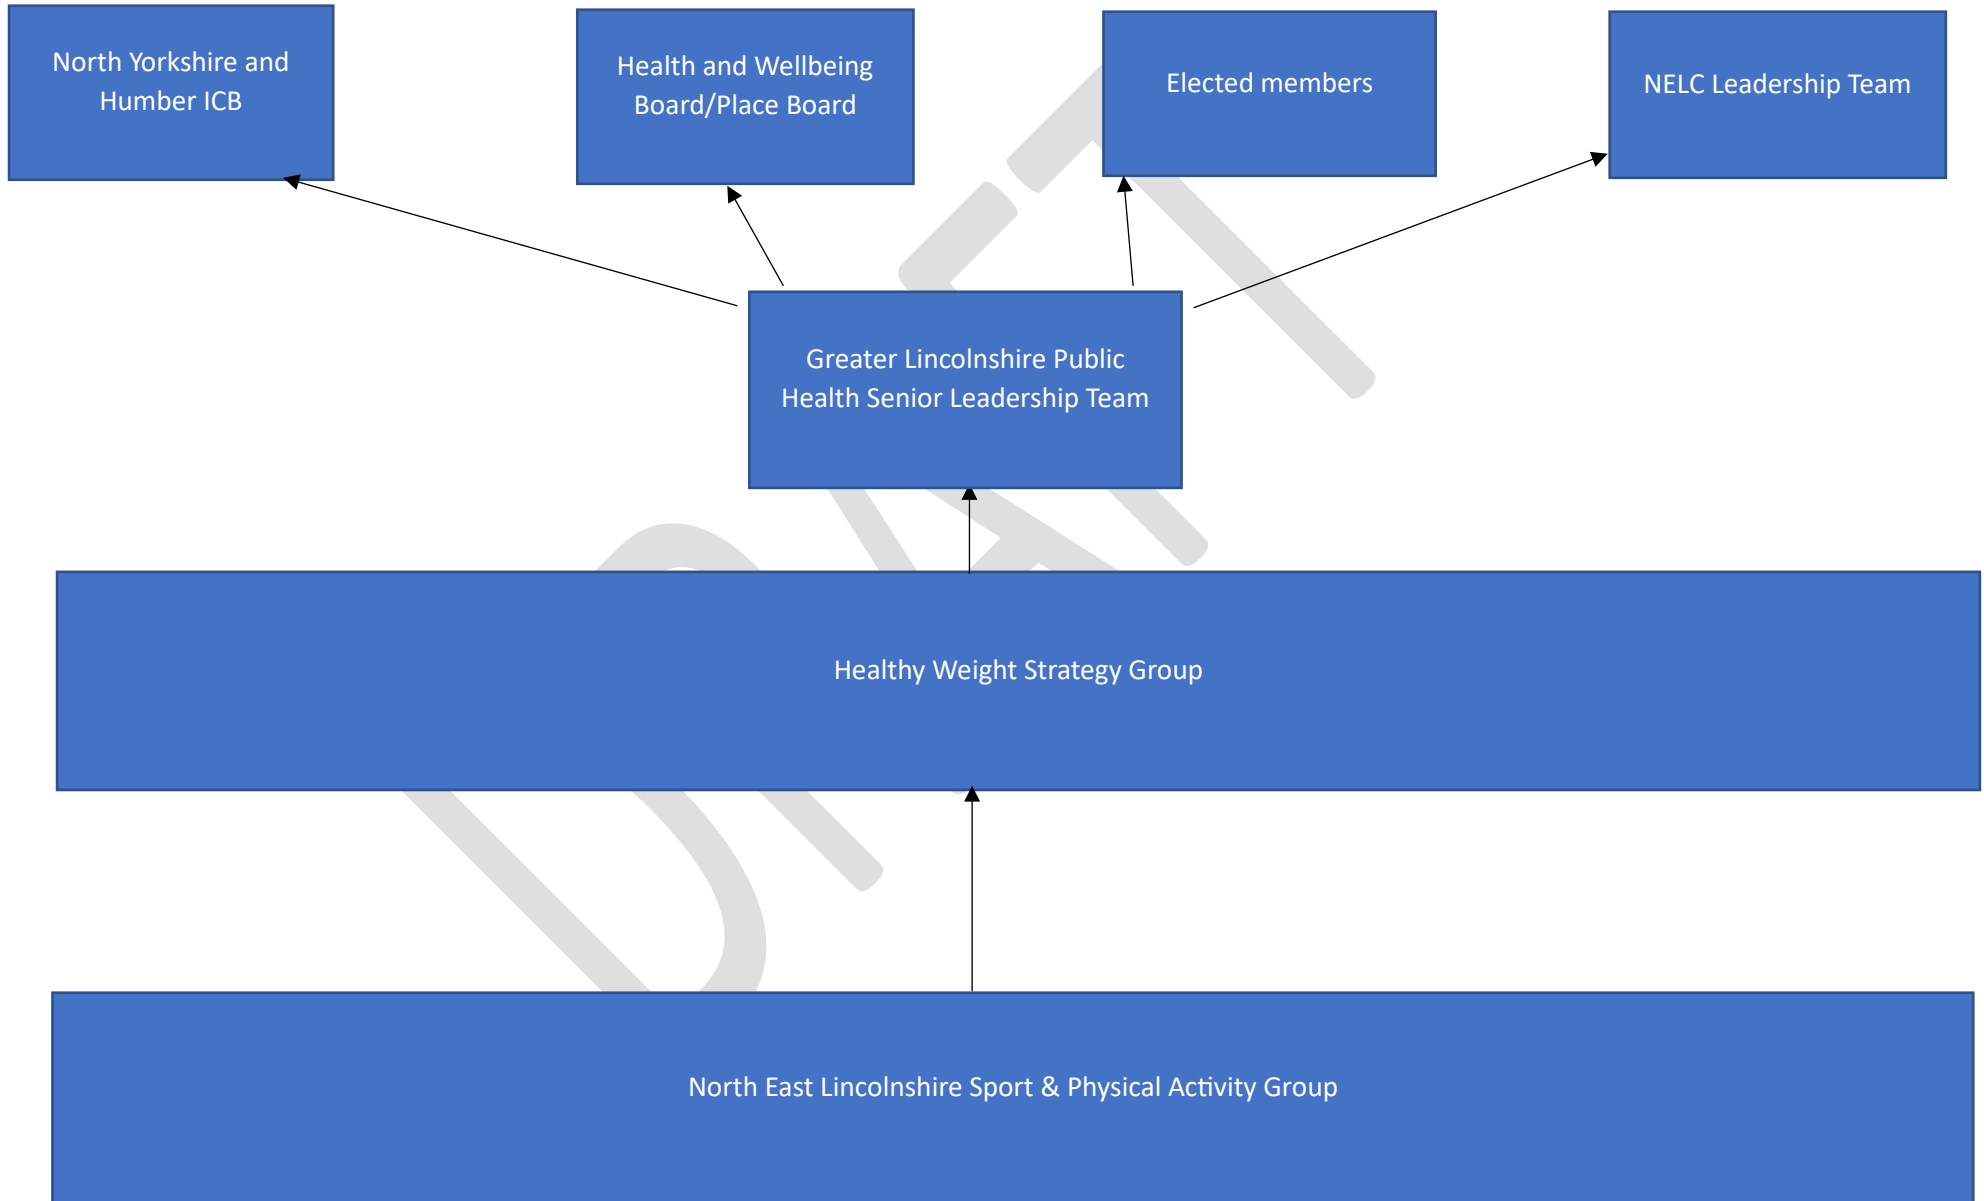 North Yorkshire and
Humber ICB
Health and Wellbeing
Board/Place Board
Elected members
NELC Leadership Team
Greater Lincolnshire Public
Health Senior Leadership Team
Healthy Weight Strategy Group
North East Lincolnshire Sport & Physical Activity Group
DRAFT